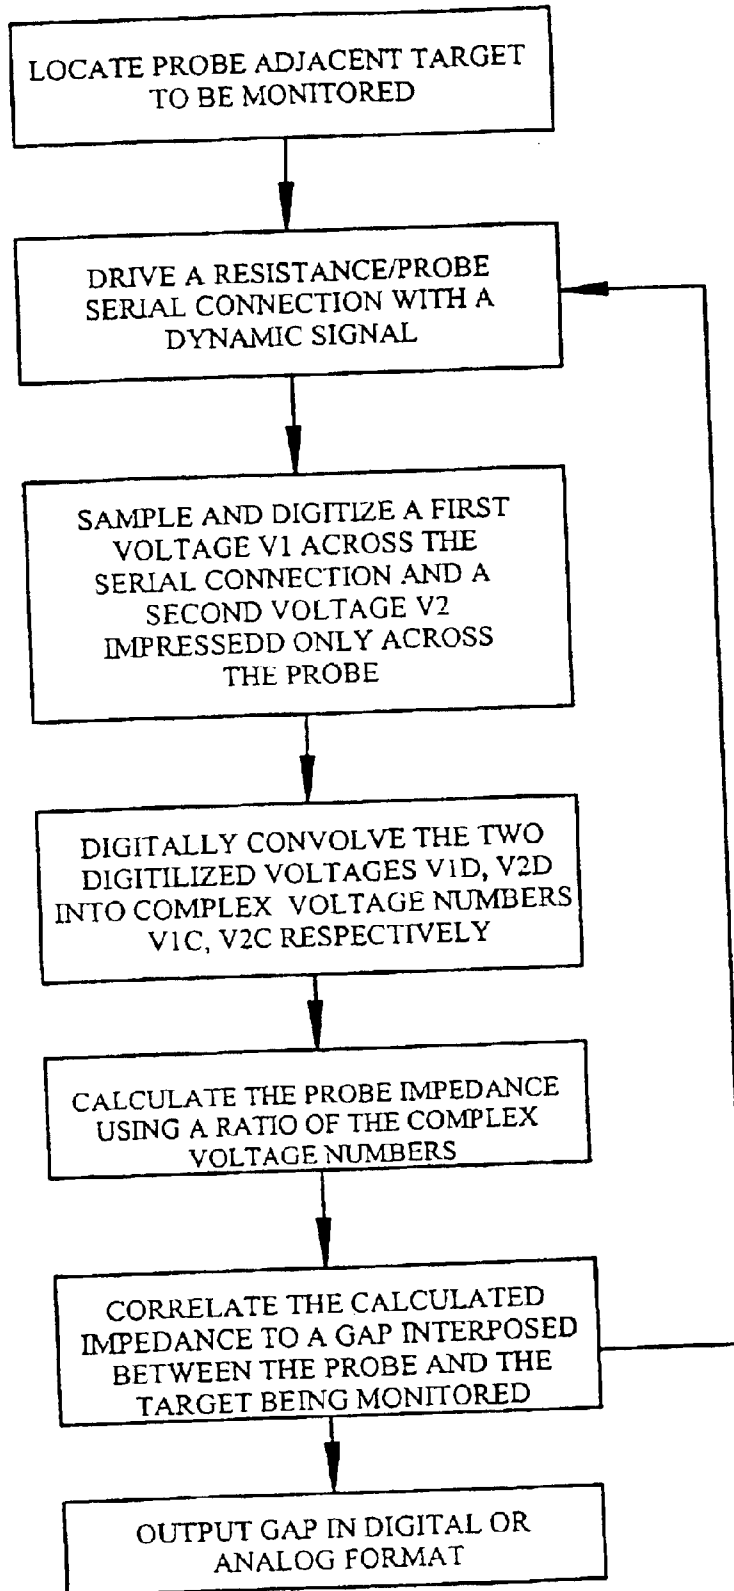 LOCATE PROBE ADJACENT TARGET
TO BE MONITORED
DRIVE A RESISTANCE/PROBE
SERIAL CONNECTION WITH A
DYNAMIC SIGNAL
SAMPLE AND DIGITIZE A FIRST
VOLTAGE V1 ACROSS THE
SERIAL CONNECTION AND A
SECOND VOLTAGE V2
IMPRESSEDD ONLY ACROSS
THE PROBE
DIGITALLY CONVOLVE THE TWO
DIGITILIZED VOLTAGES V1D, V2D
INTO COMPLEX VOLTAGE NUMBERS
V1C, V2C RESPECTIVELY
CALCULATE THE PROBE IMPEDANCE
USING A RATIO OF THE COMPLEX
VOLTAGE NUMBERS
CORRELATE THE CALCULATED
IMPEDANCE TO A GAP INTERPOSED
BETWEEN THE PROBE AND THE
TARGET BEING MONITORED
OUTPUT GAP IN DIGITAL OR
ANALOG FORMAT